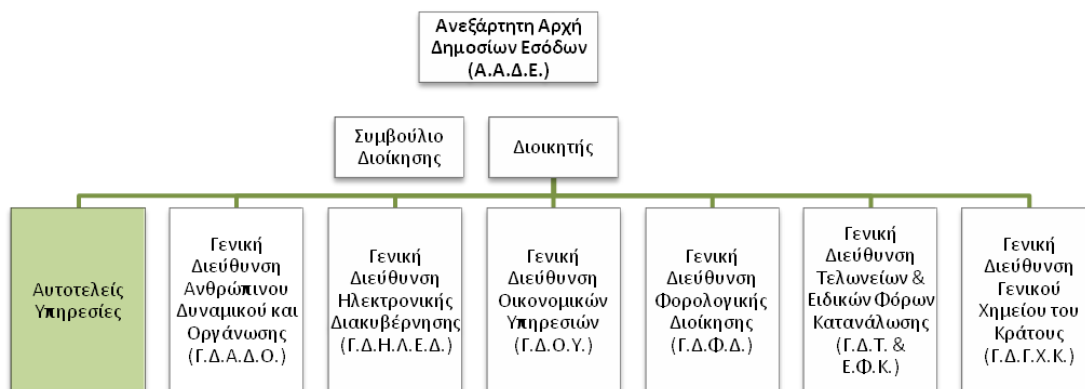 Ανεξάρτητη Αρχή
Δημοσίων Εσόδων
(Α.Α.Δ.Ε.)
Συμβούλιο
Διοίκησης
Διοικητής
Αυτοτελείς
Υπηρεσίες
Γενική
Διεύθυνση
Ανθρώπινου
Δυναμικού και
Οργάνωσης
(Γ.Δ.Α.Δ.Ο.)
Γενική
Διεύθυνση
Ηλεκτρονικής
Διακυβέρνησης
(Γ.Δ.Η.Λ.Ε.Δ.)
Γενική
Διεύθυνση
Οικονομικών
Υπηρεσιών
(Γ.Δ.Ο.Υ.)
Γενική
Διεύθυνση
Φορολογικής
Διοίκησης
(Γ.Δ.Φ.Δ.)
Γενική
Διεύθυνση
Τελωνείων &
Ειδικών Φόρων
Κατανάλωσης
(Γ.Δ.Τ. &
Ε.Φ.Κ.)
Γενική
Διεύθυνση
Γενικού
Χημείου του
Κράτους
(Γ.Δ.Γ.Χ.Κ.)